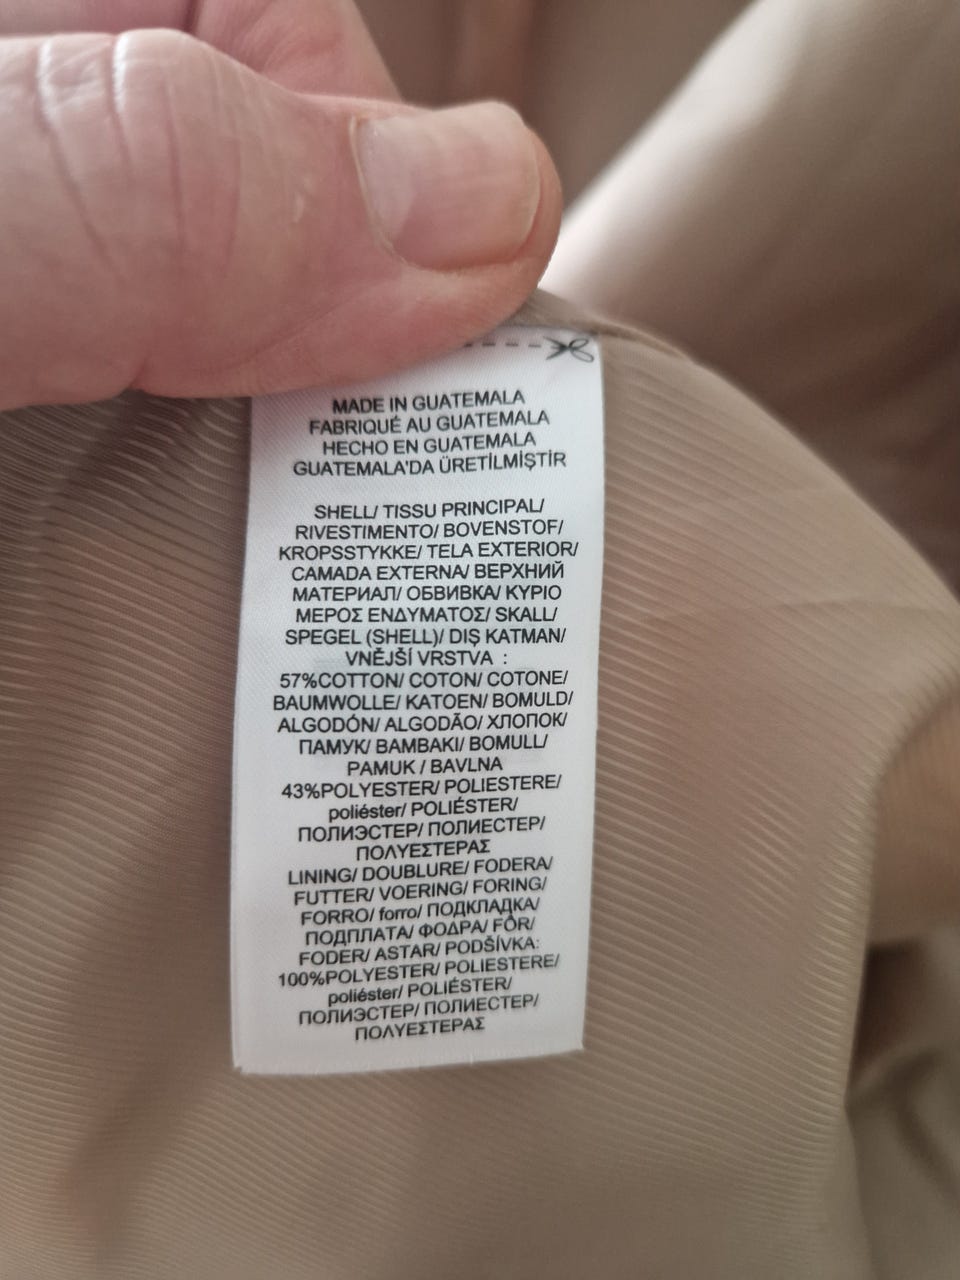 MADE IN GUATEMALA
FABRIQUÉ AU GUATEMALA
HECHO EN GUATEMALA
GUATEMALA'DA ÜRETİLMİŞTİR
SHELL/ TISSU PRINCIPAL/
RIVESTIMENTO/ BOVENSTOF/
KROPSSTYKKE/ TELA EXTERIOR/
CAMADA EXTERNA/ ВЕРХНИЙ
МАТЕРИАЛ/ ОБВИВКА/ ΚΥΡΙΟ
ΜΕΡΟΣ ΕΝΔΥΜΑΤΟΣ/ SKALL/
SPEGEL (SHELL)/ DIŞ KATMAN/
VNĚJŠÍ VRSTVA :
57%COTTON/ COTON/ COTONE/
BAUMWOLLE/ KATOEN/ BOMULD/
ALGODÓN/ ALGODÃO/ ХЛОПОК/
ПАМУК/ BAMBAKI/ BOMULL/
PAMUK / BAVLNA
43%POLYESTER/ POLIESTERE/
poliéster/ POLIÉSTER/
ПОЛИЭСТЕР/ ПОЛИЕСТЕР/
ΠΟΛΥΕΣΤΕΡΑΣ
LINING/ DOUBLURE/ FODERA/
FUTTER/ VOERING/ FORING/
FORRO/ forro/ ПОДКЛАДКА/
ПОДПЛАТА/ ΦΟΔΡΑ/ FÔR/
FODER/ ASTAR/ PODŠÍVKA:
100%POLYESTER/ POLIESTERE/
poliéster/ POLIÉSTER/
ПОЛИЭСТЕР/ ПОЛИЕСТЕР/
ΠΟΛΥΕΣΤΕΡΑΣ